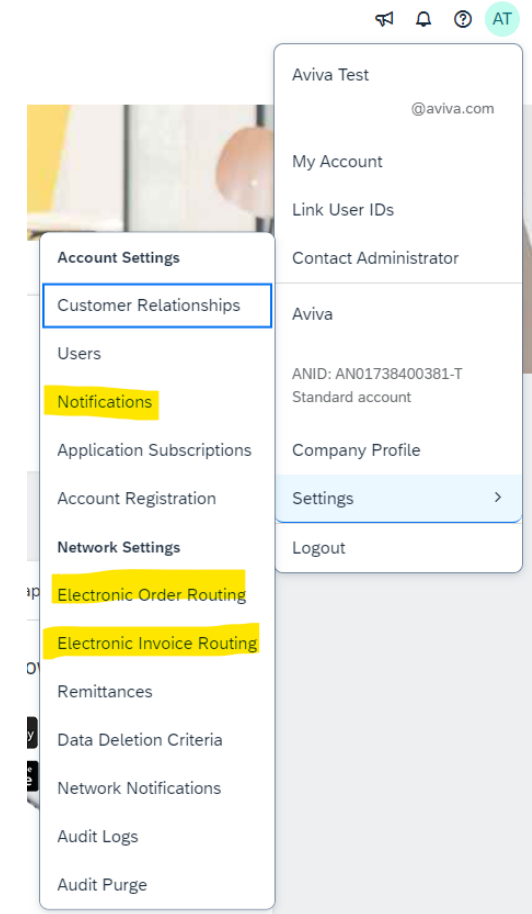 AT
Aviva Test
@aviva.com
My Account
Link User IDs
Contact Administrator
Aviva
ANID: AN01738400381-T
Standard account
Company Profile
Settings
Logout
Account Settings
Customer Relationships
Users
Notifications
Application Subscriptions
Account Registration
Network Settings
Electronic Order Routing
Electronic Invoice Routing
Remittances
Data Deletion Criteria
Network Notifications
Audit Logs
Audit Purge